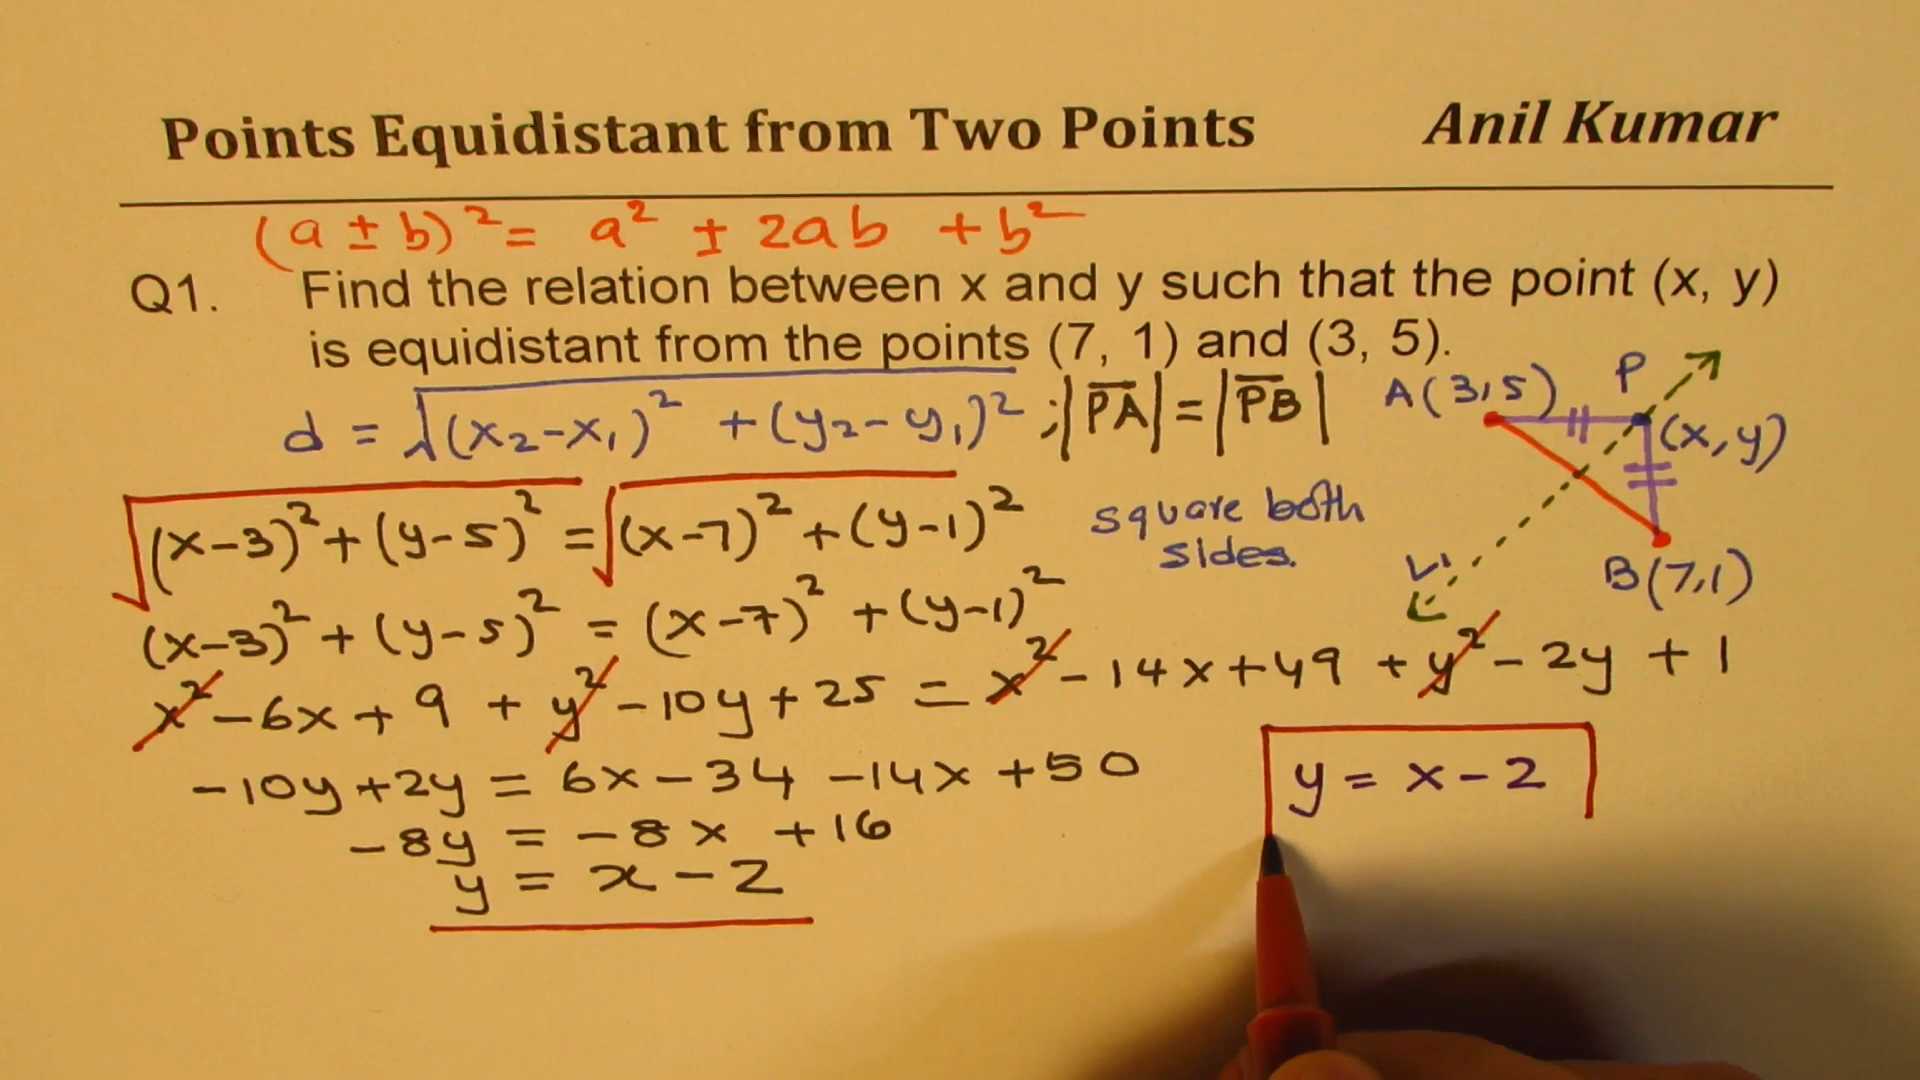 Points Equidistant from Two Points Anil Kumar
(a ± b)² = a² ± 2ab + b²
Q1. Find the relation between x and y such that the point (x, y)
is equidistant from the points (7, 1) and (3, 5).
d = √((x₂-x₁)² + (y₂-y₁)²) ; |PA| = |PB|
A(3,5) P
(x,y)
B(7,1)
√((x-3)² + (y-5)²) = √((x-7)² + (y-1)²) square both
sides.
(x-3)² + (y-5)² = (x-7)² + (y-1)²
x² - 6x + 9 + y² - 10y + 25 = x² - 14x + 49 + y² - 2y + 1
-10y + 2y = 6x - 34 - 14x + 50
-8y = -8x + 16
y = x - 2
y = x - 2